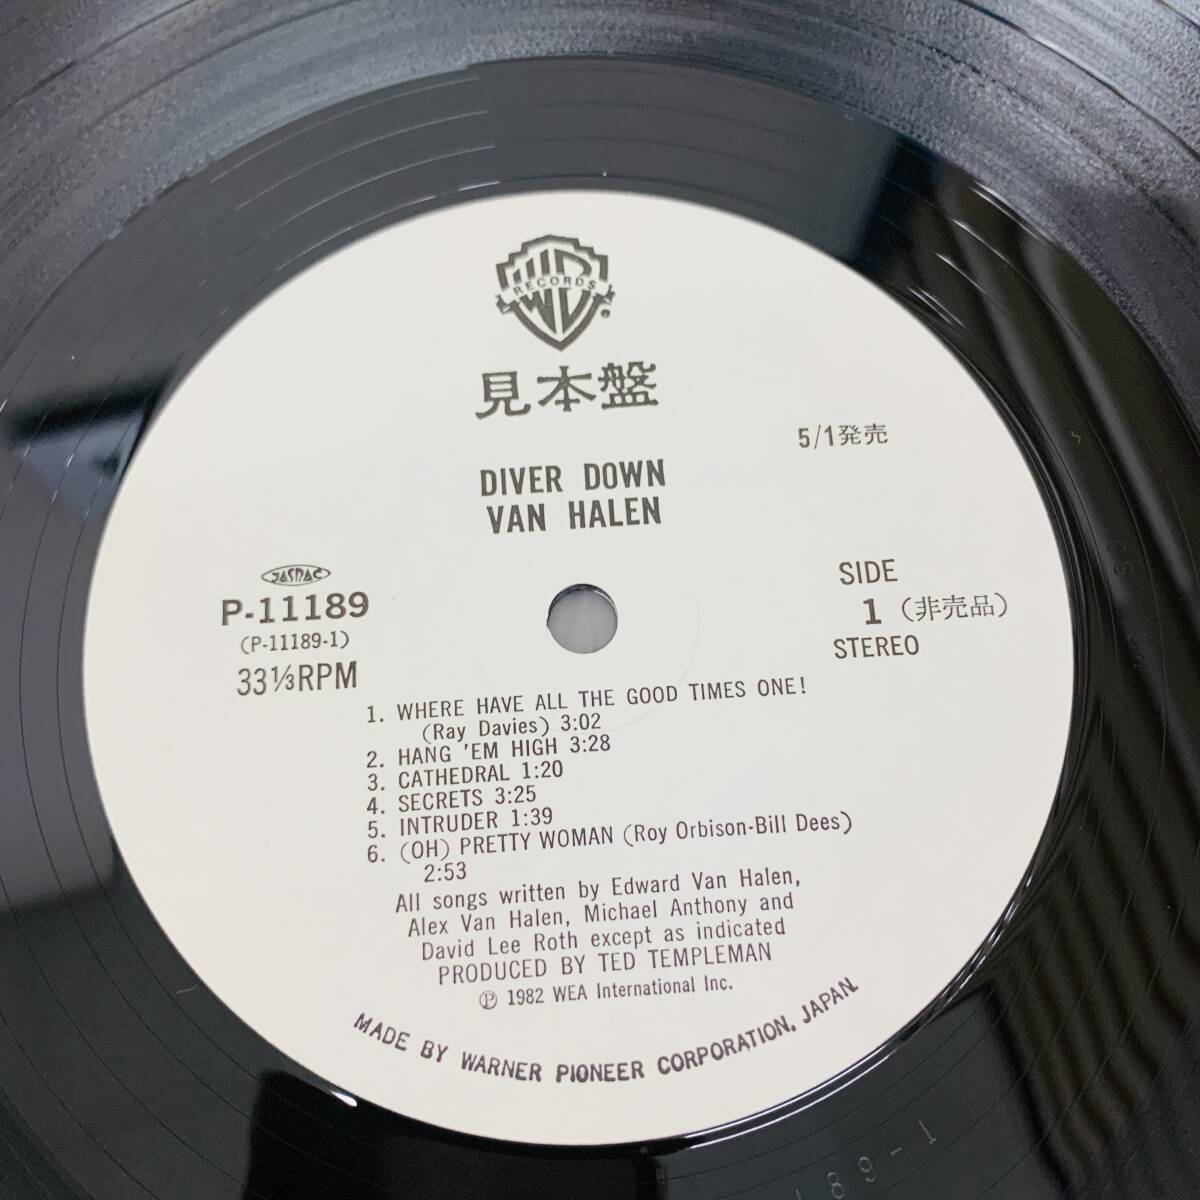 WB
RECORDS
®
見本盤
5/1発売
DIVER DOWN
VAN HALEN
JASRAC
P-11189
(P-11189-1)
33⅓RPM
SIDE
1 (非売品)
STEREO
1. WHERE HAVE ALL THE GOOD TIMES ONE!
(Ray Davies) 3:02
2. HANG 'EM HIGH 3:28
3. CATHEDRAL 1:20
4. SECRETS 3:25
5. INTRUDER 1:39
6. (OH) PRETTY WOMAN (Roy Orbison-Bill Dees)
2:53
All songs written by Edward Van Halen,
Alex Van Halen, Michael Anthony and
David Lee Roth except as indicated
PRODUCED BY TED TEMPLEMAN
℗ 1982 WEA International Inc.
MADE BY WARNER PIONEER CORPORATION, JAPAN.
89-1